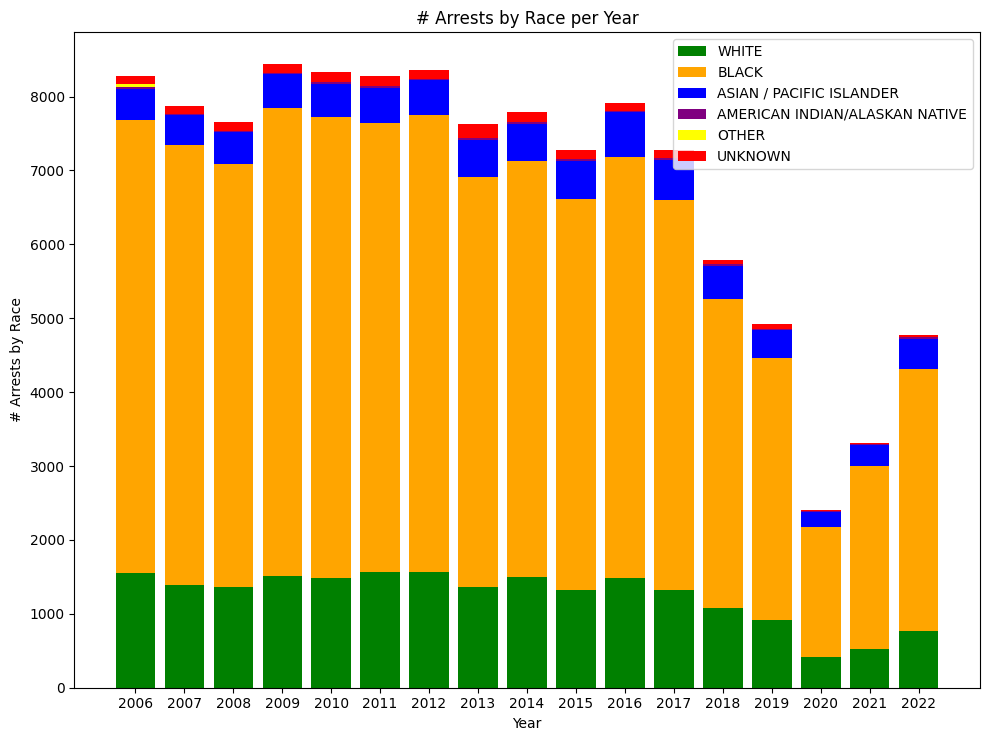 # Arrests by Race per Year
WHITE
BLACK
ASIAN / PACIFIC ISLANDER
AMERICAN INDIAN/ALASKAN NATIVE
OTHER
UNKNOWN
# Arrests by Race
8000
7000
6000
5000
4000
3000
2000
1000
0
2006 2007 2008 2009 2010 2011 2012 2013 2014 2015 2016 2017 2018 2019 2020 2021 2022
Year